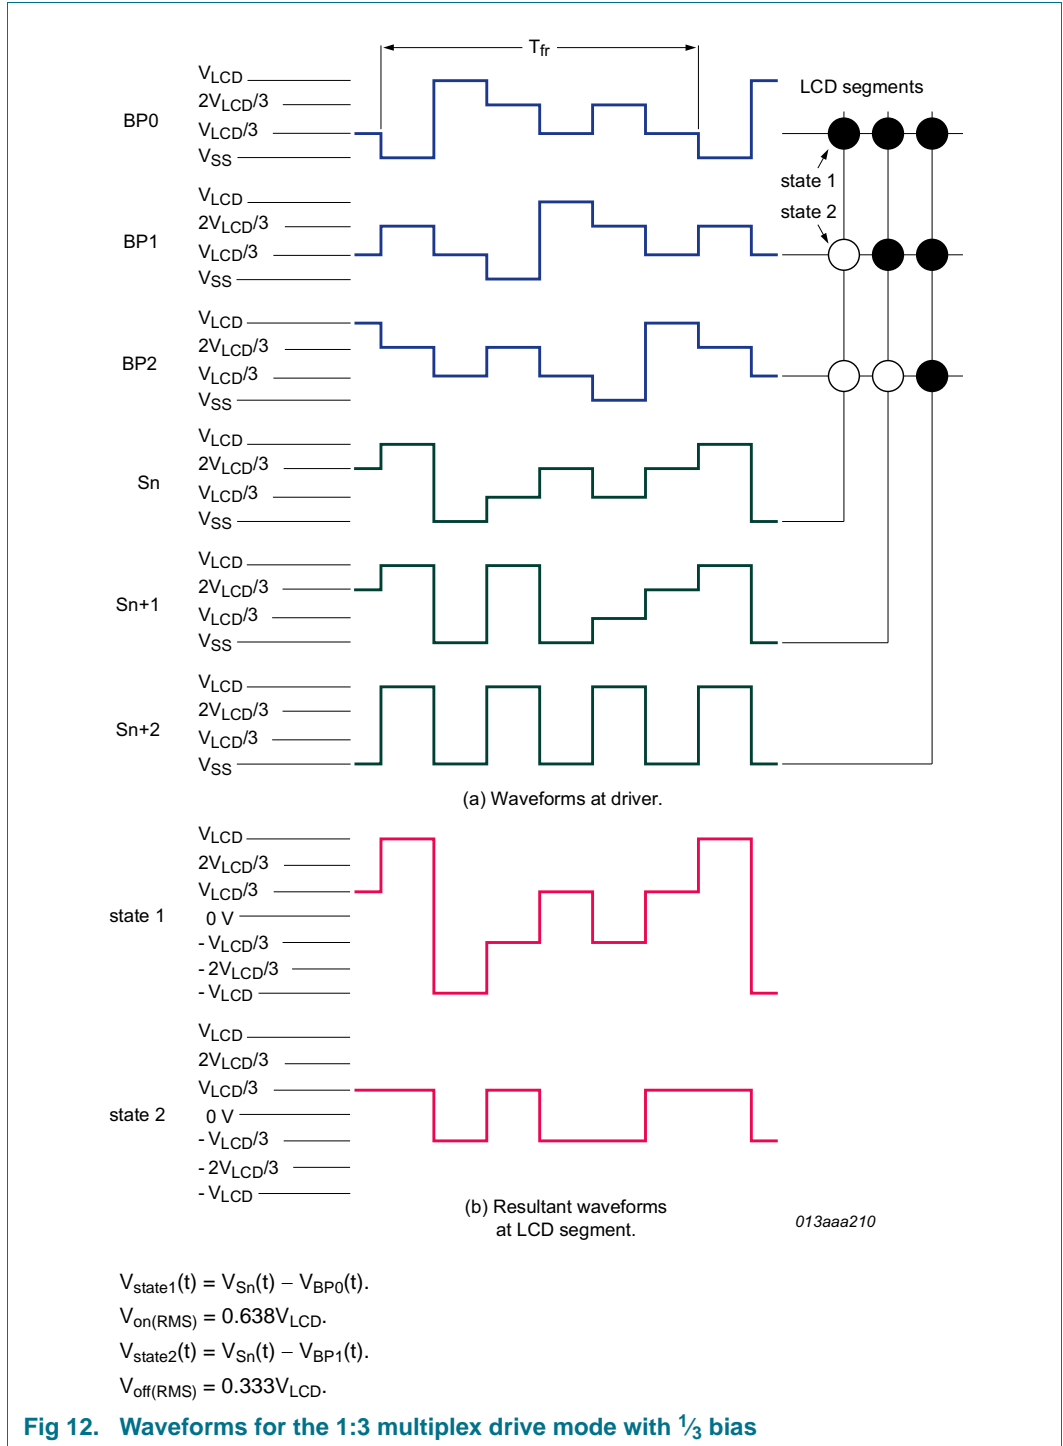 Tfr
VLCD
2VLCD/3
BP0
VLCD/3
VSS
LCD segments
state 1
VLCD
2VLCD/3
BP1
VLCD/3
VSS
state 2
VLCD
2VLCD/3
BP2
VLCD/3
VSS
VLCD
2VLCD/3
Sn
VLCD/3
VSS
VLCD
2VLCD/3
Sn+1
VLCD/3
VSS
VLCD
2VLCD/3
Sn+2
VLCD/3
VSS
(a) Waveforms at driver.
VLCD
2VLCD/3
VLCD/3
state 1
0 V
- VLCD/3
- 2VLCD/3
- VLCD
VLCD
2VLCD/3
VLCD/3
state 2
0 V
- VLCD/3
- 2VLCD/3
- VLCD
(b) Resultant waveforms
at LCD segment.
013aaa210
Vstate1(t) = VSn(t) − VBP0(t).
Von(RMS) = 0.638VLCD.
Vstate2(t) = VSn(t) − VBP1(t).
Voff(RMS) = 0.333VLCD.
Fig 12. Waveforms for the 1:3 multiplex drive mode with 1⁄3 bias